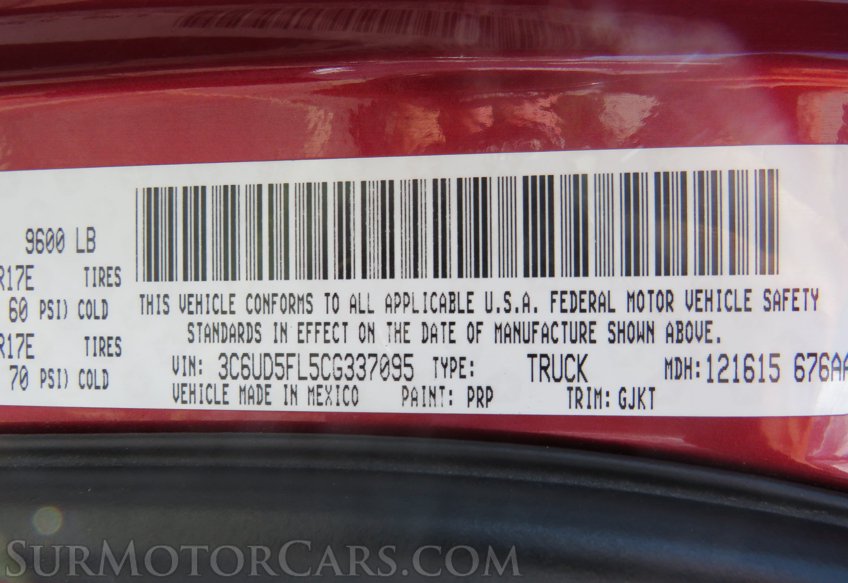 9600 LB
R17E TIRES
60 PSI) COLD
R17E TIRES
70 PSI) COLD
THIS VEHICLE CONFORMS TO ALL APPLICABLE U.S.A. FEDERAL MOTOR VEHICLE SAFETY
STANDARDS IN EFFECT ON THE DATE OF MANUFACTURE SHOWN ABOVE.
VIN: 3C6UD5FL5CG337095 TYPE: TRUCK MDH:121615 676AA
VEHICLE MADE IN MEXICO PAINT: PRP TRIM: GJKT
SurMotorCars.com